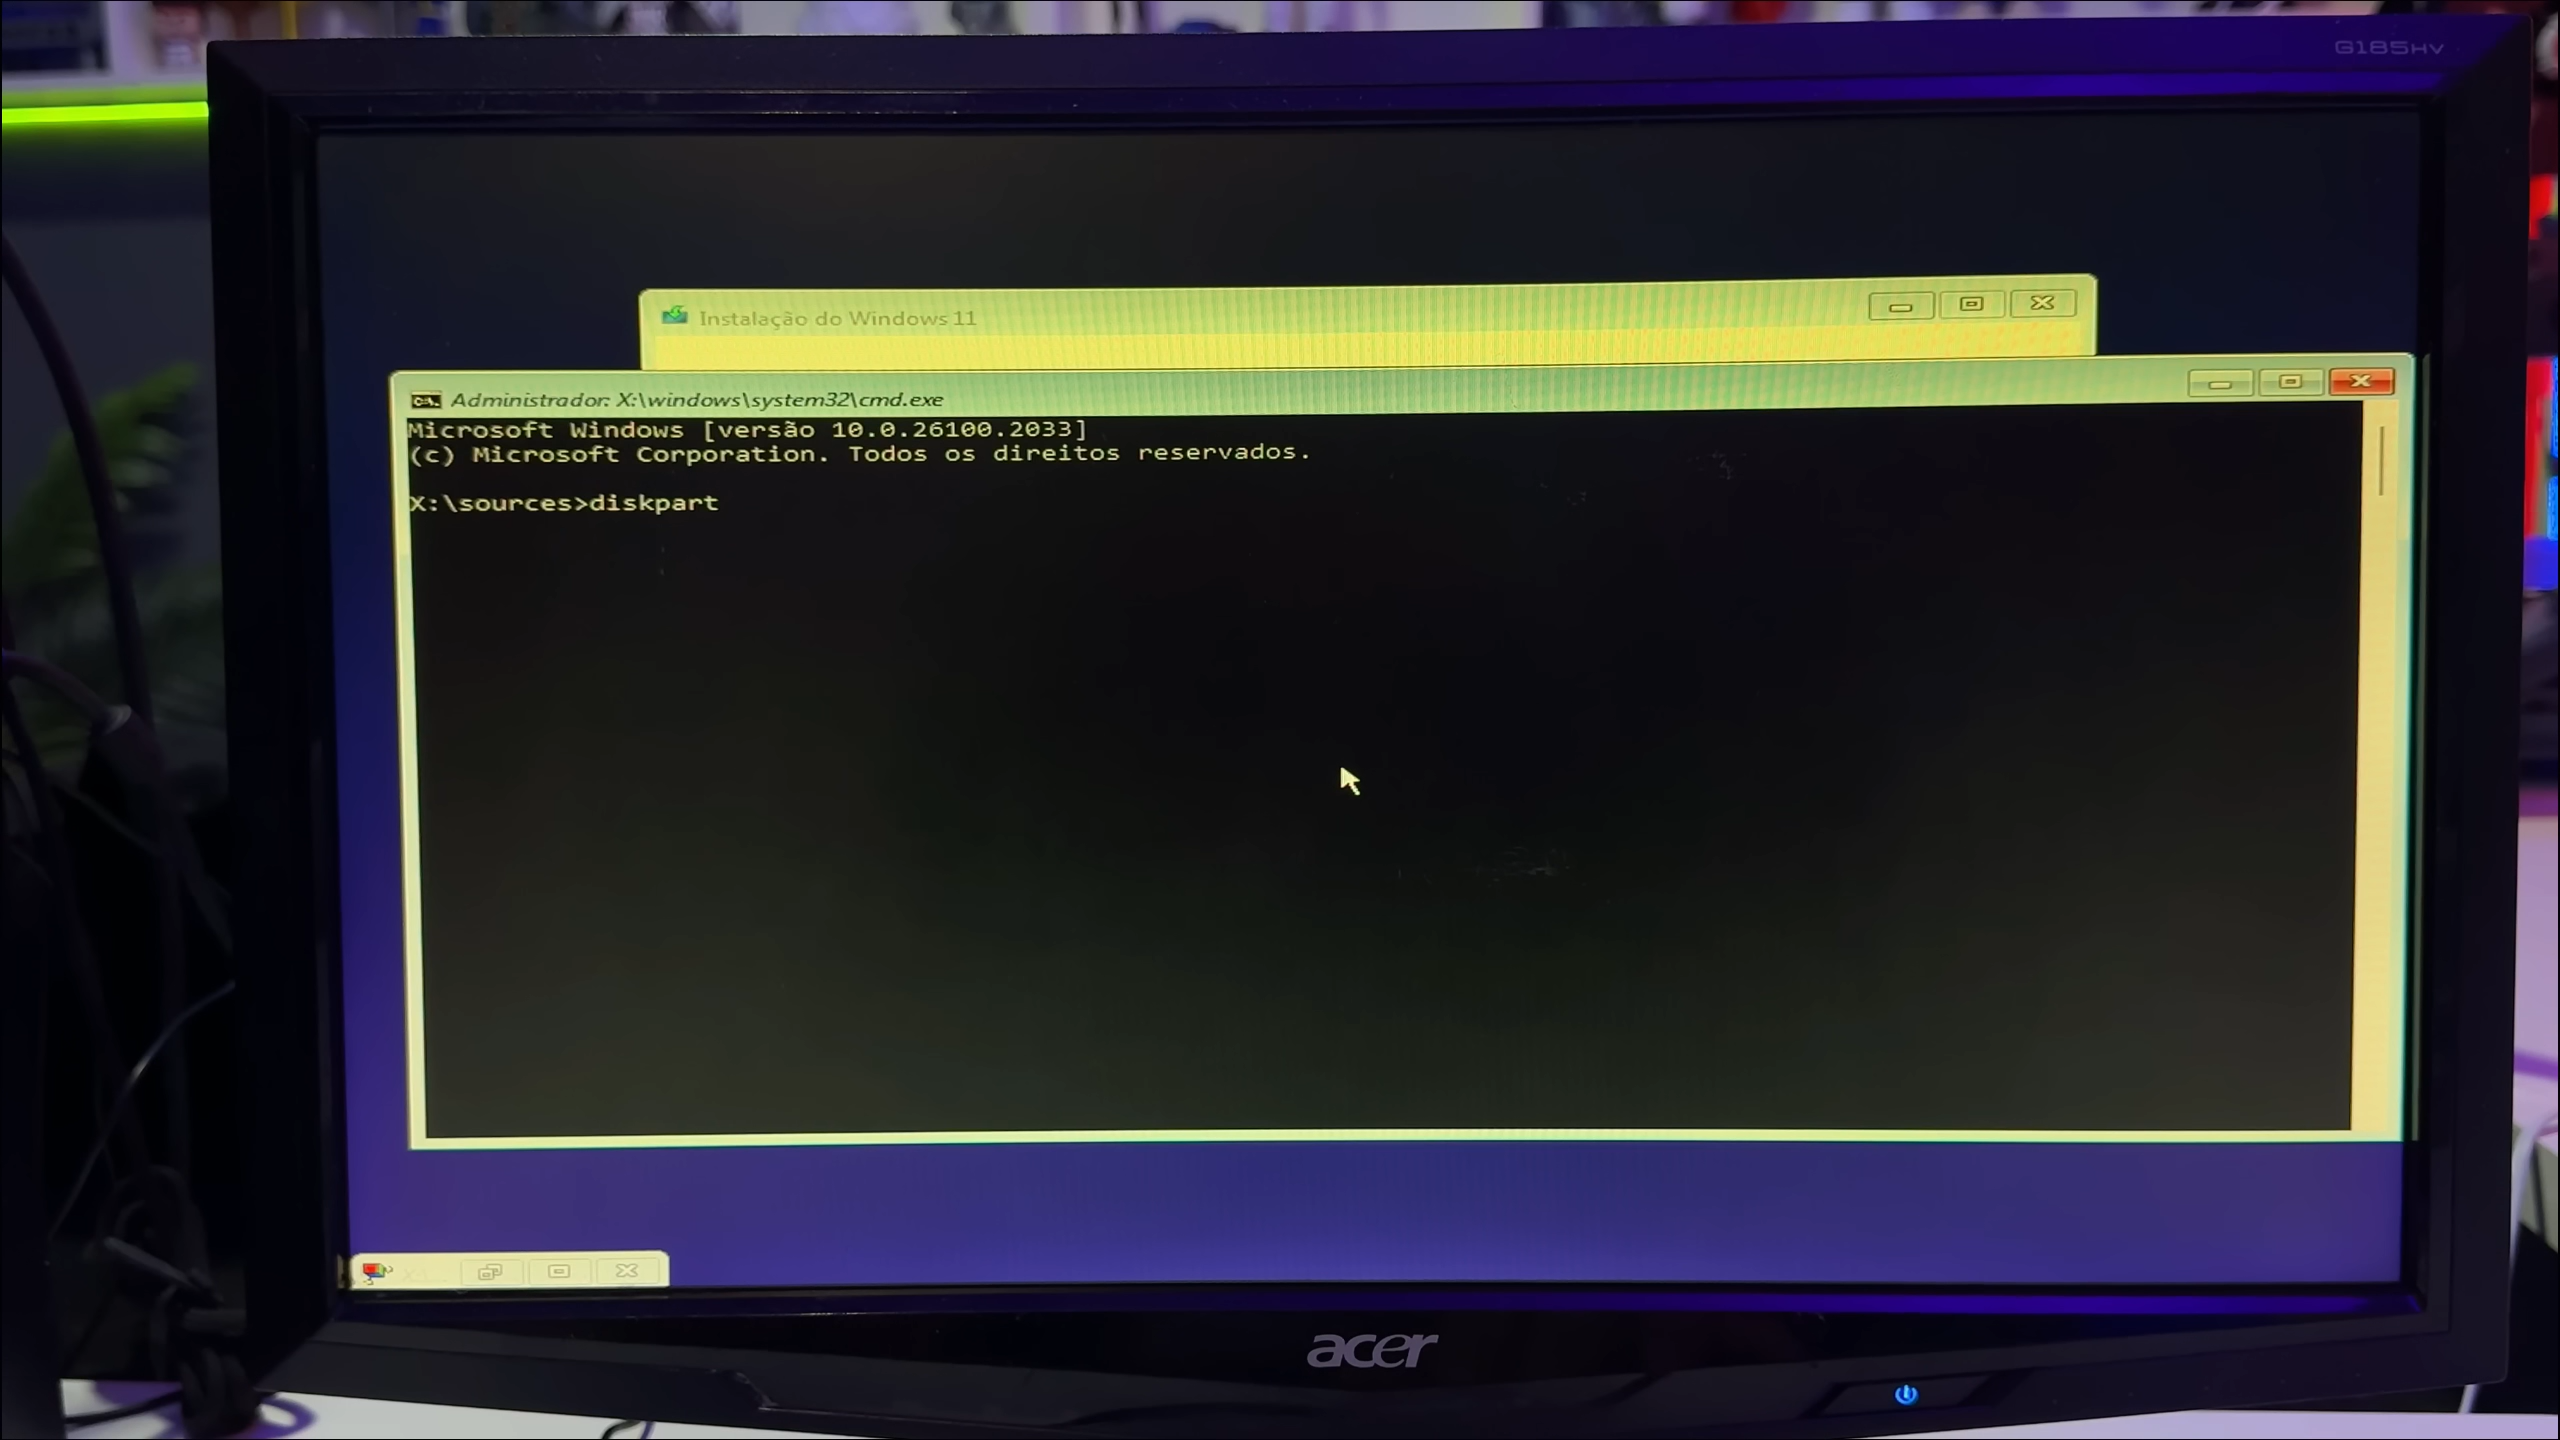 G185HV
Instalação do Windows 11
Administrador: X:\windows\system32\cmd.exe
Microsoft Windows [versão 10.0.26100.2033]
(c) Microsoft Corporation. Todos os direitos reservados.
X:\sources>diskpart
acer